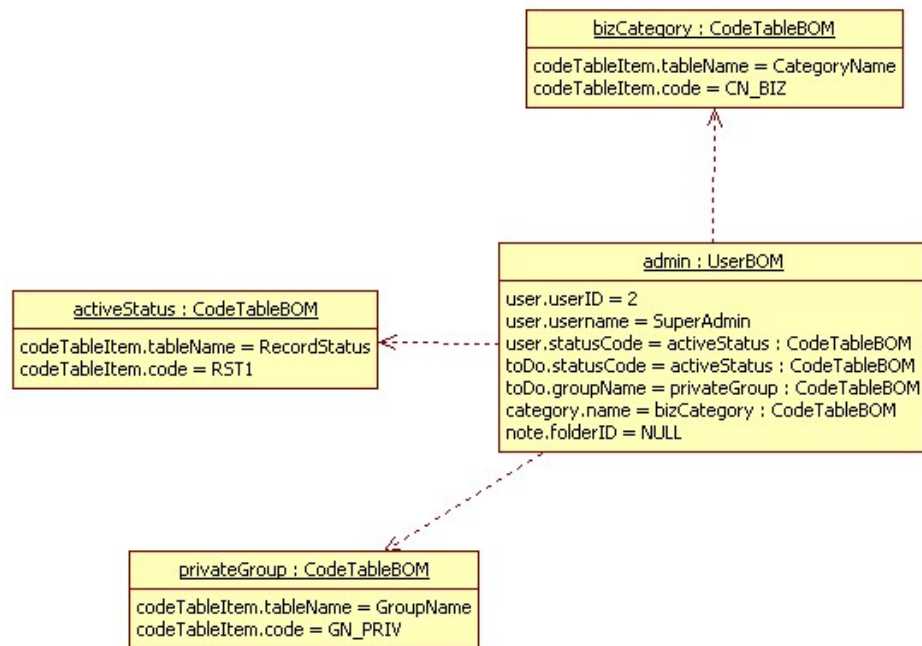 bizCategory : CodeTableBOM
codeTableItem.tableName = CategoryName
codeTableItem.code = CN_BIZ
admin : UserBOM
user.userID = 2
user.username = SuperAdmin
user.statusCode = activeStatus : CodeTableBOM
toDo.statusCode = activeStatus : CodeTableBOM
toDo.groupName = privateGroup : CodeTableBOM
category.name = bizCategory : CodeTableBOM
note.folderID = NULL
activeStatus : CodeTableBOM
codeTableItem.tableName = RecordStatus
codeTableItem.code = RST1
privateGroup : CodeTableBOM
codeTableItem.tableName = GroupName
codeTableItem.code = GN_PRIV